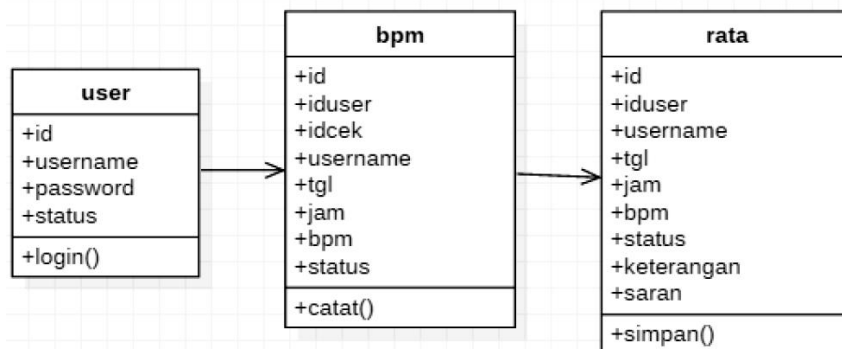 user
+id
+username
+password
+status
+login()
bpm
+id
+iduser
+idcek
+username
+tgl
+jam
+bpm
+status
+catat()
rata
+id
+iduser
+username
+tgl
+jam
+bpm
+status
+keterangan
+saran
+simpan()